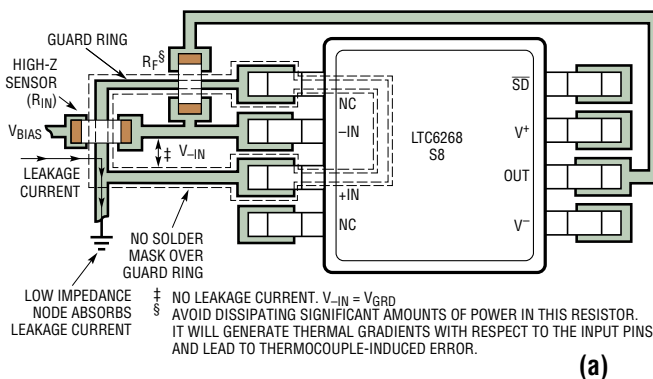 GUARD RING
R_F§
HIGH-Z
SENSOR
(R_IN)
V_BIAS
LEAKAGE
CURRENT
‡ V_–IN
NC
–IN
+IN
NC
LTC6268
S8
SD
V+
OUT
V–
NO SOLDER
MASK OVER
GUARD RING
LOW IMPEDANCE
NODE ABSORBS
LEAKAGE CURRENT
‡ NO LEAKAGE CURRENT. V_–IN = V_GRD
§ AVOID DISSIPATING SIGNIFICANT AMOUNTS OF POWER IN THIS RESISTOR.
IT WILL GENERATE THERMAL GRADIENTS WITH RESPECT TO THE INPUT PINS
AND LEAD TO THERMOCOUPLE-INDUCED ERROR.
(a)